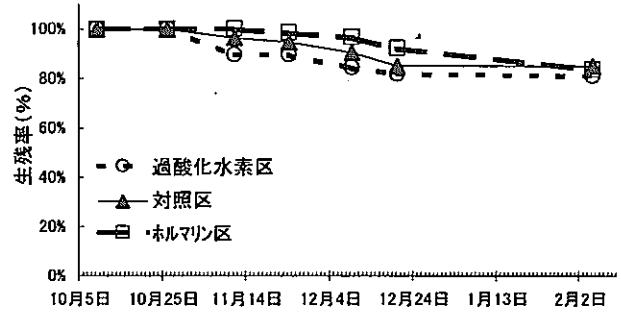 100%
80%
60%
40%
20%
0%
生残率(%)
過酸化水素区
対照区
ホルマリン区
10月5日 10月25日 11月14日 12月4日 12月24日 1月13日 2月2日